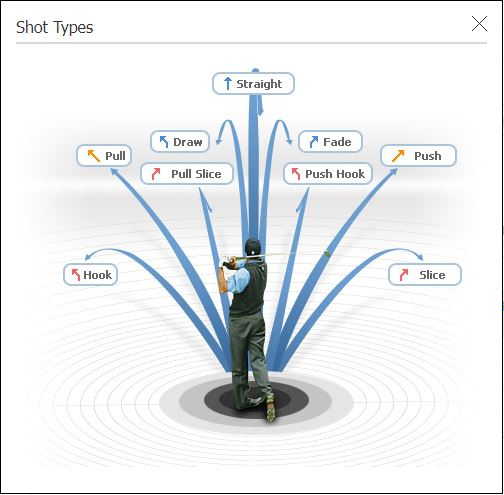 Shot Types
Straight
Draw
Fade
Pull
Push
Pull Slice
Push Hook
Hook
Slice